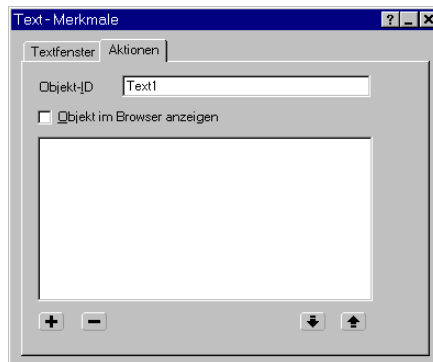 Text-Merkmale
Textfenster Aktionen
Objekt-ID Text1
Objekt im Browser anzeigen